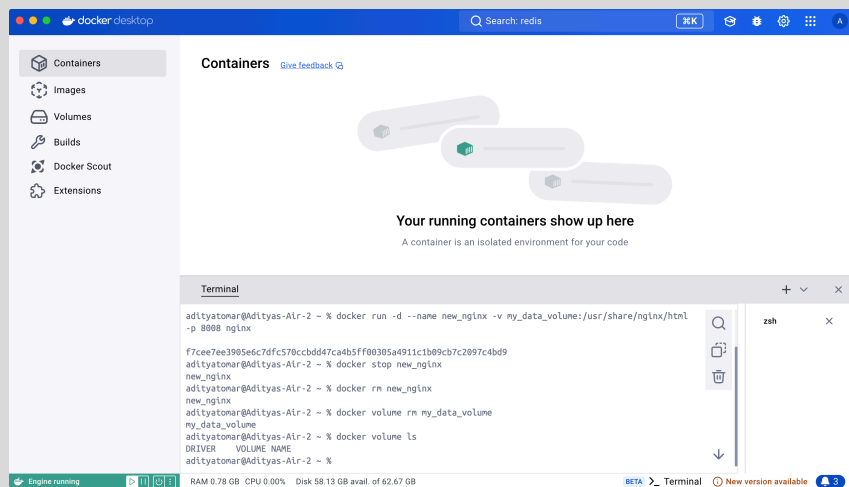 docker desktop
Search: redis
⌘K
A
Containers
Images
Volumes
Builds
Docker Scout
Extensions
Containers Give feedback
Your running containers show up here
A container is an isolated environment for your code
Terminal
adityatomar@Adityas-Air-2 ~ % docker run -d --name new_nginx -v my_data_volume:/usr/share/nginx/html
-p 8008 nginx
f7cee7ee3905e6c7dfc570ccbdd47ca4b5ff00305a4911c1b09cb7c2097c4bd9
adityatomar@Adityas-Air-2 ~ % docker stop new_nginx
new_nginx
adityatomar@Adityas-Air-2 ~ % docker rm new_nginx
new_nginx
adityatomar@Adityas-Air-2 ~ % docker volume rm my_data_volume
my_data_volume
adityatomar@Adityas-Air-2 ~ % docker volume ls
DRIVER    VOLUME NAME
adityatomar@Adityas-Air-2 ~ %
zsh
Engine running
RAM 0.78 GB CPU 0.00% Disk 58.13 GB avail. of 62.67 GB
BETA >_ Terminal
New version available
3